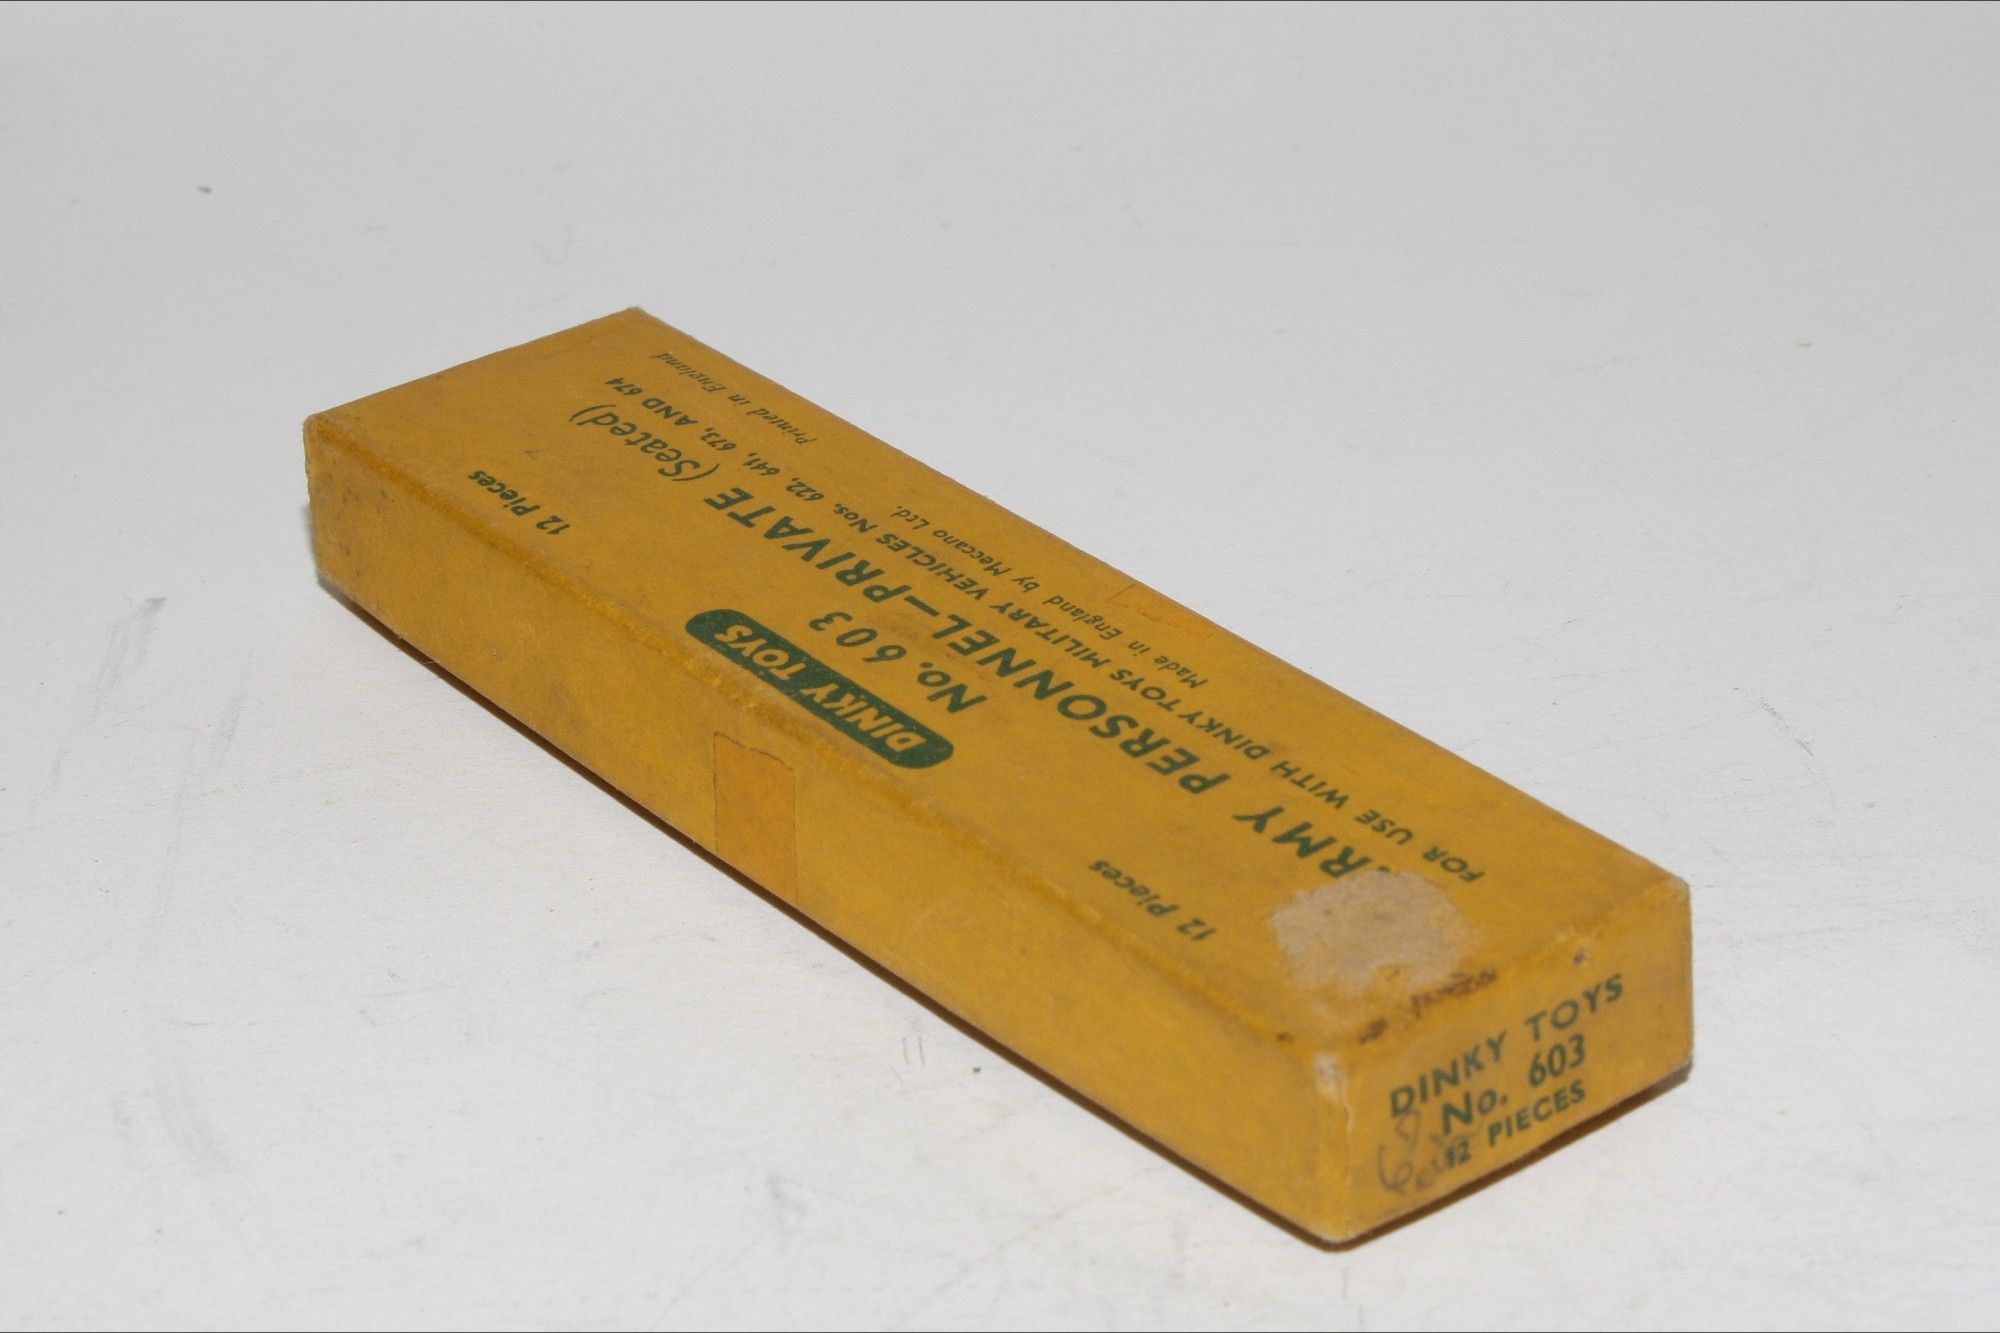 DINKY TOYS
No. 603
12 Pieces 12 Pieces
ARMY PERSONNEL—PRIVATE (Seated)
FOR USE WITH DINKY TOYS MILITARY VEHICLES Nos. 622, 641, 673, AND 674
Made in England by Meccano Ltd. Printed in England
DINKY TOYS
No. 603
12 PIECES